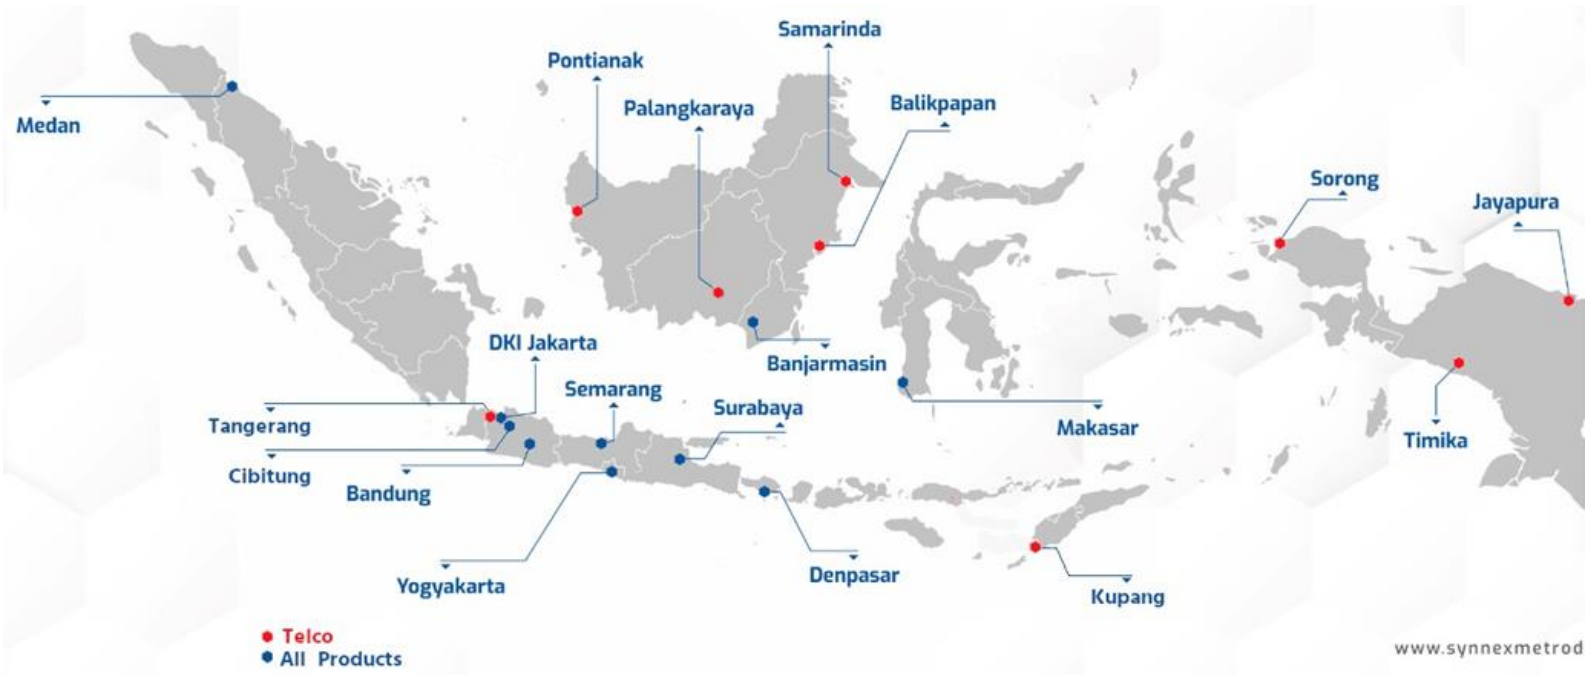 Samarinda
Pontianak
Balikpapan
Palangkaraya
Medan
Sorong
Jayapura
DKI Jakarta
Banjarmasin
Semarang
Surabaya
Tangerang
Makasar
Timika
Cibitung
Bandung
Denpasar
Yogyakarta
Kupang
Telco
All Products
www.synnexmetrod